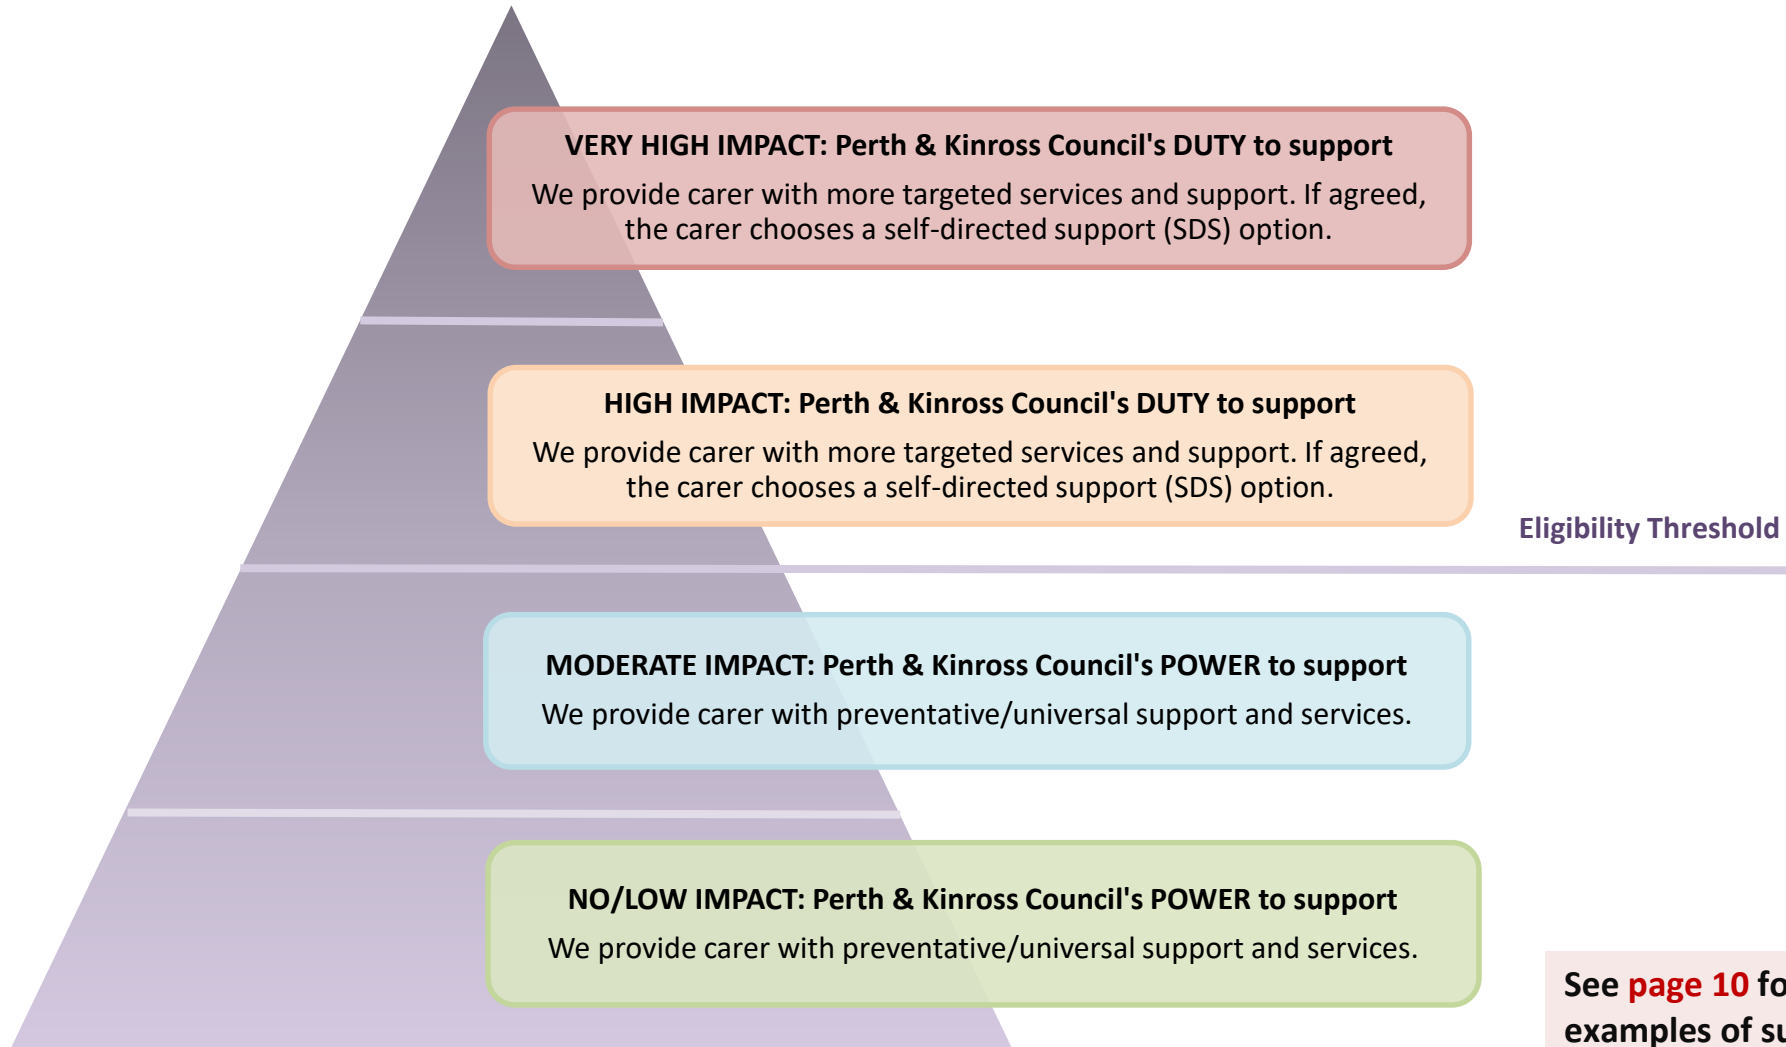 VERY HIGH IMPACT: Perth & Kinross Council's DUTY to support
We provide carer with more targeted services and support. If agreed,
the carer chooses a self-directed support (SDS) option.
HIGH IMPACT: Perth & Kinross Council's DUTY to support
We provide carer with more targeted services and support. If agreed,
the carer chooses a self-directed support (SDS) option.
Eligibility Threshold
MODERATE IMPACT: Perth & Kinross Council's POWER to support
We provide carer with preventative/universal support and services.
NO/LOW IMPACT: Perth & Kinross Council's POWER to support
We provide carer with preventative/universal support and services.
See page 10
examples of